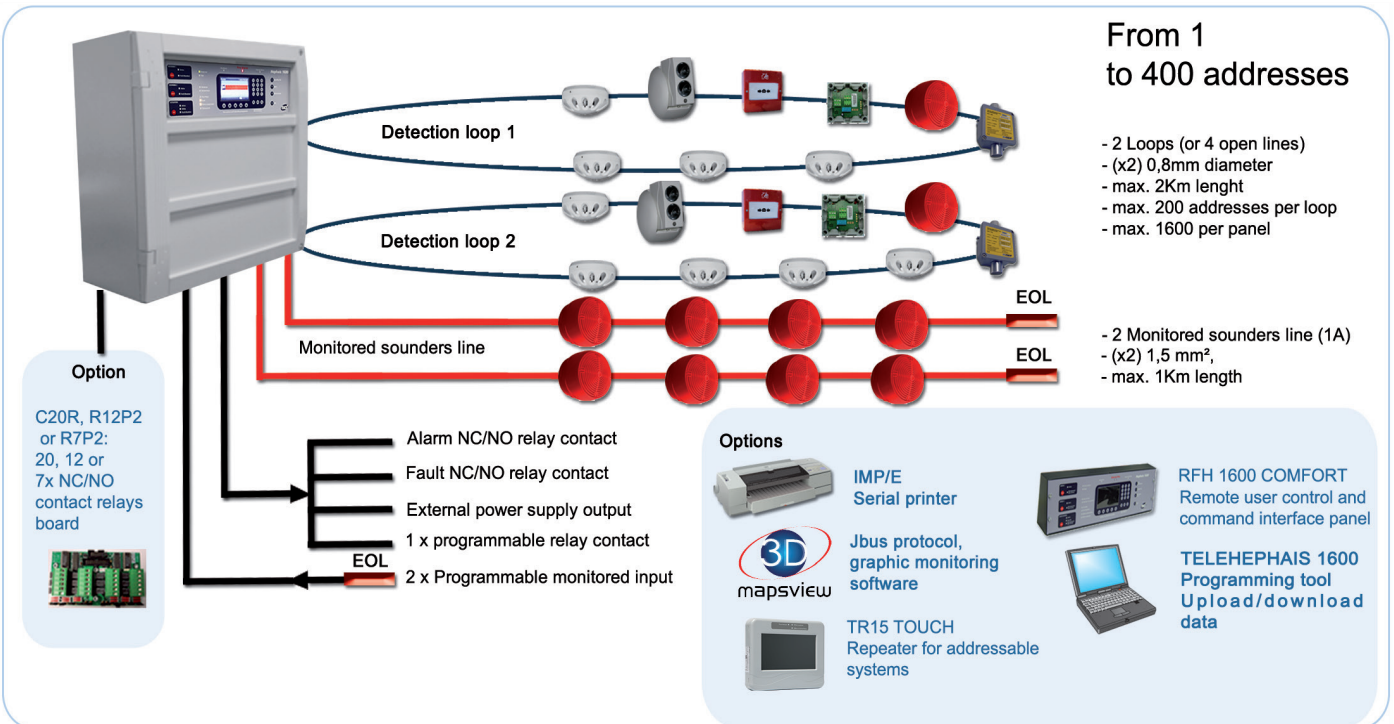 From 1
to 400 addresses
Detection loop 1
- 2 Loops (or 4 open lines)
- (x2) 0,8mm diameter
- max. 2Km lenght
- max. 200 addresses per loop
- max. 1600 per panel
Detection loop 2
EOL
Monitored sounders line
EOL
- 2 Monitored sounders line (1A)
- (x2) 1,5 mm²,
- max. 1Km length
Option
C20R, R12P2
or R7P2:
20, 12 or
7x NC/NO
contact relays
board
Alarm NC/NO relay contact
Fault NC/NO relay contact
External power supply output
1 x programmable relay contact
EOL
2 x Programmable monitored input
Options
IMP/E
Serial printer
3D
mapsview
Jbus protocol,
graphic monitoring
software
TR15 TOUCH
Repeater for addressable
systems
RFH 1600 COMFORT
Remote user control and
command interface panel
TELEHEPHAIS 1600
Programming tool
Upload/download
data